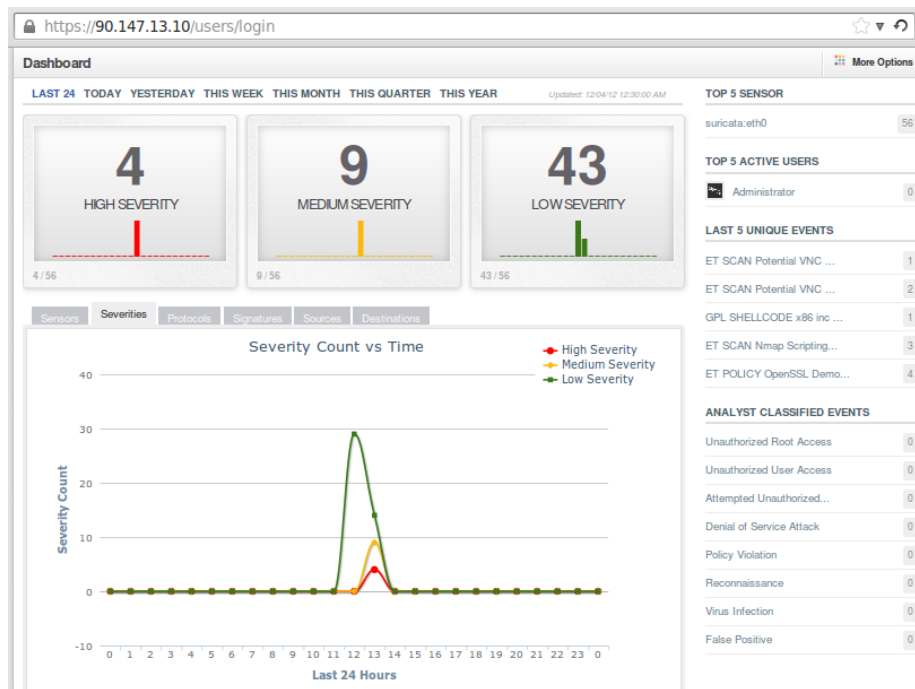 https://90.147.13.10/users/login
Dashboard
More Options
LAST 24 TODAY YESTERDAY THIS WEEK THIS MONTH THIS QUARTER THIS YEAR
Updated: 12/04/12 12:30:00 AM
4
HIGH SEVERITY
4 / 56
9
MEDIUM SEVERITY
9 / 56
43
LOW SEVERITY
43 / 56
Sensors Severities Protocols Signatures Sources Destinations
Severity Count vs Time
High Severity
Medium Severity
Low Severity
Severity Count
40
30
20
10
0
-10
0 1 2 3 4 5 6 7 8 9 10 11 12 13 14 15 16 17 18 19 20 21 22 23 0
Last 24 Hours
TOP 5 SENSOR
suricata:eth0 56
TOP 5 ACTIVE USERS
Administrator 0
LAST 5 UNIQUE EVENTS
ET SCAN Potential VNC ... 1
ET SCAN Potential VNC ... 2
GPL SHELLCODE x86 inc ... 1
ET SCAN Nmap Scripting... 3
ET POLICY OpenSSL Demo... 4
ANALYST CLASSIFIED EVENTS
Unauthorized Root Access 0
Unauthorized User Access 0
Attempted Unauthorized... 0
Denial of Service Attack 0
Policy Violation 0
Reconnaissance 0
Virus Infection 0
False Positive 0